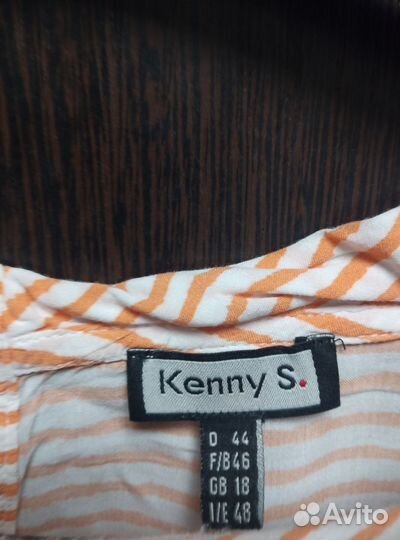 Kenny S.
D 44
F/B 46
GB 18
I/E 48
Avito